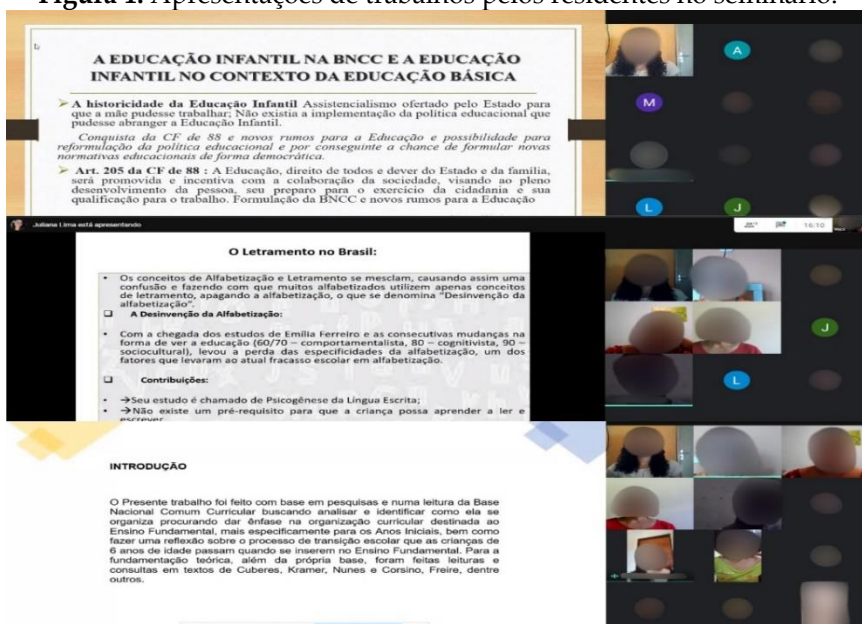 Figura 1. Apresentações de trabalhos pelos residentes no seminário.
A EDUCAÇÃO INFANTIL NA BNCC E A EDUCAÇÃO
INFANTIL NO CONTEXTO DA EDUCAÇÃO BÁSICA
➢ A historicidade da Educação Infantil Assistencialismo ofertado pelo Estado para
que a mãe pudesse trabalhar; Não existia a implementação da política educacional que
pudesse abranger a Educação Infantil.
Conquista da CF de 88 e novos rumos para a Educação e possibilidade para
reformulação da política educacional e por conseguinte a chance de formular novas
normativas educacionais de forma democrática.
➢ Art. 205 da CF de 88 : A Educação, direito de todos e dever do Estado e da família,
será promovida e incentiva com a colaboração da sociedade, visando ao pleno
desenvolvimento da pessoa, seu preparo para o exercício da cidadania e sua
qualificação para o trabalho. Formulação da BNCC e novos rumos para a Educação
A
M
L
J
Juliana Lima está apresentando
16:10
O Letramento no Brasil:
• Os conceitos de Alfabetização e Letramento se mesclam, causando assim uma
confusão e fazendo com que muitos alfabetizados utilizem apenas conceitos
de letramento, apagando a alfabetização, o que se denomina "Desinvenção da
alfabetização".
❑ A Desinvenção da Alfabetização:
• Com a chegada dos estudos de Emília Ferreiro e as consecutivas mudanças na
forma de ver a educação (60/70 – comportamentalista, 80 – cognitivista, 90 –
sociocultural), levou a perda das especificidades da alfabetização, um dos
fatores que levaram ao atual fracasso escolar em alfabetização.
❑ Contribuições:
• →Seu estudo é chamado de Psicogênese da Língua Escrita;
• →Não existe um pré-requisito para que a criança possa aprender a ler e
escrever
J
L
INTRODUÇÃO
O Presente trabalho foi feito com base em pesquisas e numa leitura da Base
Nacional Comum Curricular buscando analisar e identificar como ela se
organiza procurando dar ênfase na organização curricular destinada ao
Ensino Fundamental, mais especificamente para os Anos Iniciais, bem como
fazer uma reflexão sobre o processo de transição escolar que as crianças de
6 anos de idade passam quando se inserem no Ensino Fundamental. Para a
fundamentação teórica, além da própria base, foram feitas leituras e
consultas em textos de Cuberes, Kramer, Nunes e Corsino, Freire, dentre
outros.